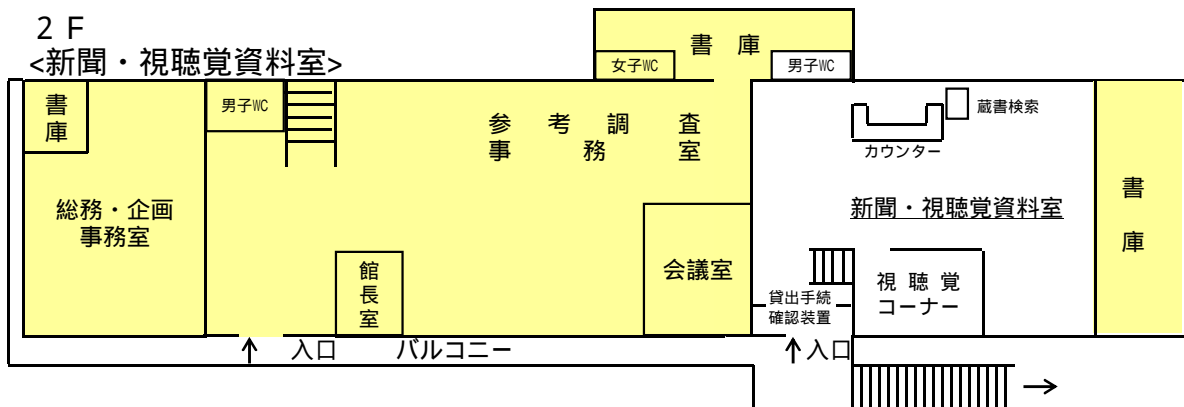 ２Ｆ
<新聞・視聴覚資料室>
書庫
女子WC
男子WC
書庫
男子WC
参考調査
事務室
蔵書検索
カウンター
総務・企画
事務室
新聞・視聴覚資料室
書庫
館長室
会議室
視聴覚
コーナー
貸出手続
確認装置
入口
バルコニー
入口